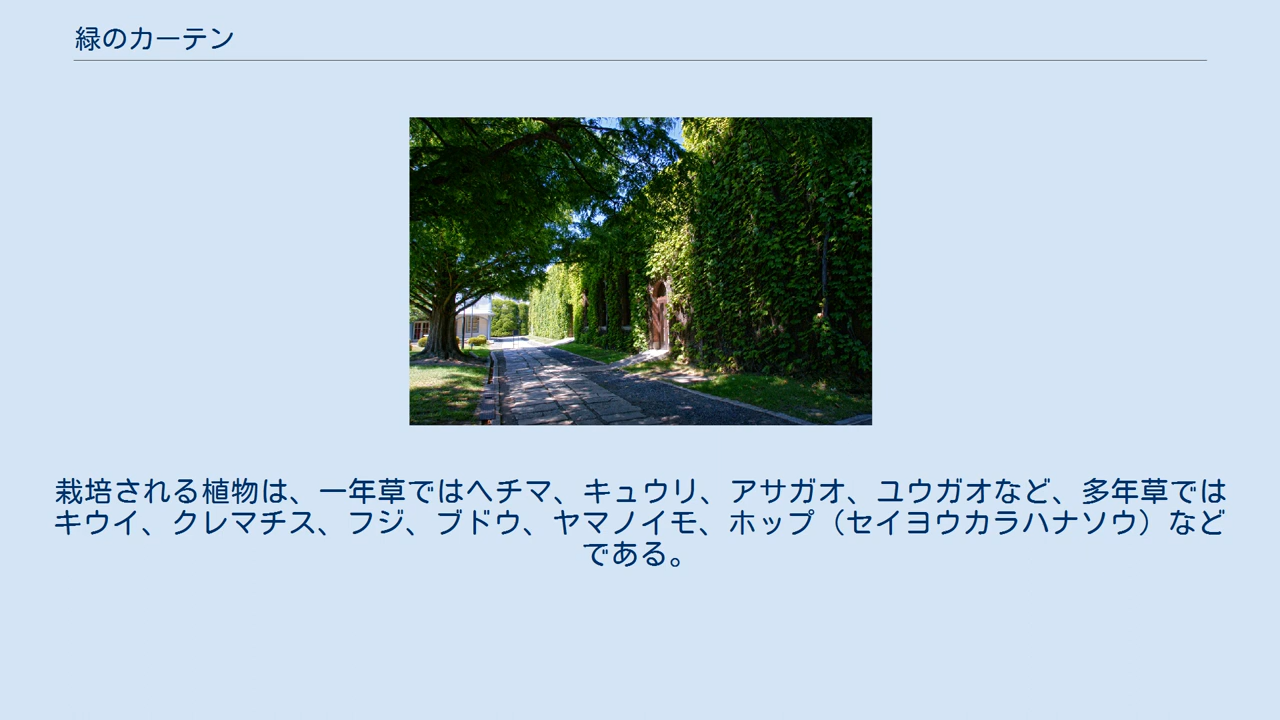 緑のカーテン
栽培される植物は、一年草ではヘチマ、キュウリ、アサガオ、ユウガオなど、多年草では
キウイ、クレマチス、フジ、ブドウ、ヤマノイモ、ホップ（セイヨウカラハナソウ）など
である。